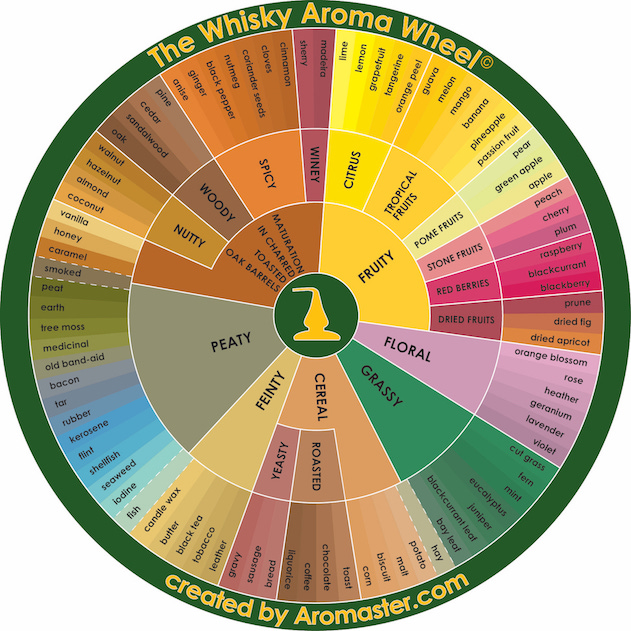 The Whisky Aroma Wheel©
lime
lemon
grapefruit
tangerine
orange peel
guava
melon
mango
banana
pineapple
passion fruit
pear
green apple
apple
peach
cherry
plum
raspberry
blackcurrant
blackberry
prune
dried fig
dried apricot
orange blossom
rose
heather
geranium
lavender
violet
cut grass
fern
mint
eucalyptus
juniper
blackcurrant leaf
bay leaf
hay
potato
malt
biscuit
corn
toast
chocolate
coffee
liquorice
bread
sausage
gravy
leather
tobacco
black tea
butter
candle wax
fish
iodine
seaweed
shellfish
flint
kerosene
rubber
tar
bacon
old band-aid
medicinal
tree moss
earth
peat
smoked
caramel
honey
vanilla
coconut
almond
hazelnut
walnut
oak
sandalwood
cedar
pine
anise
ginger
black pepper
nutmeg
coriander seeds
cloves
cinnamon
sherry
madeira
CITRUS
TROPICAL
FRUITS
POME FRUITS
STONE FRUITS
RED BERRIES
DRIED FRUITS
ROASTED
YEASTY
NUTTY
WOODY
SPICY
WINEY
FRUITY
FLORAL
GRASSY
CEREAL
FEINTY
PEATY
MATURATION
IN CHARRED
TOASTED
OAK BARRELS
created by Aromaster.com